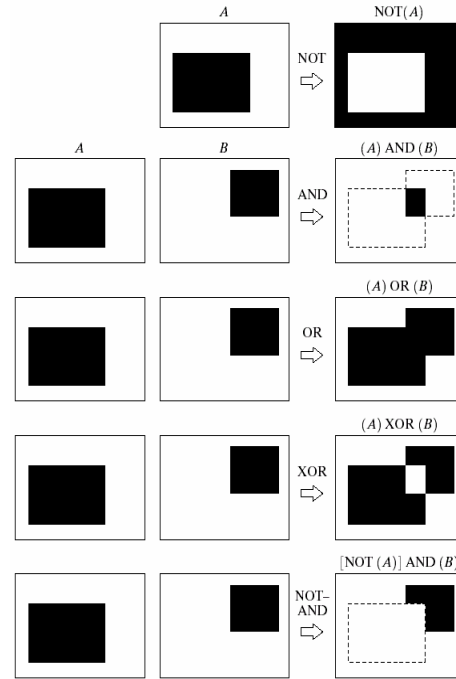 A NOT(A)
NOT
A B (A) AND (B)
AND
(A) OR (B)
OR
(A) XOR (B)
XOR
[NOT (A)] AND (B)
NOT–
AND